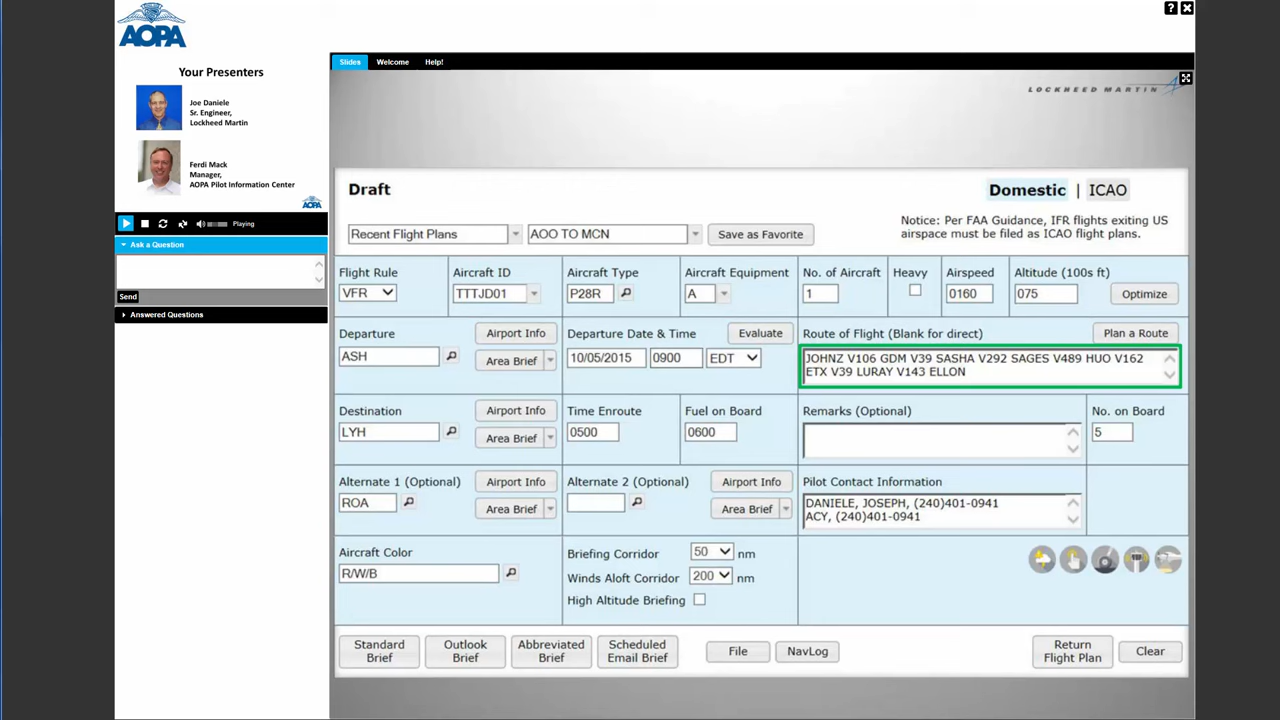 AOPA
Your Presenters
Joe Daniele
Sr. Engineer,
Lockheed Martin
Ferdi Mack
Manager,
AOPA Pilot Information Center
AOPA
Playing
Ask a Question
Send
Answered Questions
?
Slides Welcome Help!
LOCKHEED MARTIN
Draft
Domestic | ICAO
Notice: Per FAA Guidance, IFR flights exiting US
airspace must be filed as ICAO flight plans.
Recent Flight Plans AOO TO MCN Save as Favorite
Flight Rule Aircraft ID Aircraft Type Aircraft Equipment No. of Aircraft Heavy Airspeed Altitude (100s ft)
VFR TTTJD01 P28R A 1 0160 075 Optimize
Departure Airport Info Departure Date & Time Evaluate Route of Flight (Blank for direct) Plan a Route
ASH Area Brief 10/05/2015 0900 EDT
JOHNZ V106 GDM V39 SASHA V292 SAGES V489 HUO V162
ETX V39 LURAY V143 ELLON
Destination Airport Info Time Enroute Fuel on Board Remarks (Optional) No. on Board
LYH Area Brief 0500 0600 5
Alternate 1 (Optional) Airport Info Alternate 2 (Optional) Airport Info Pilot Contact Information
ROA Area Brief Area Brief
DANIELE, JOSEPH, (240)401-0941
ACY, (240)401-0941
Aircraft Color
R/W/B
Briefing Corridor 50 nm
Winds Aloft Corridor 200 nm
High Altitude Briefing
Standard
Brief
Outlook
Brief
Abbreviated
Brief
Scheduled
Email Brief
File
NavLog
Return
Flight Plan
Clear